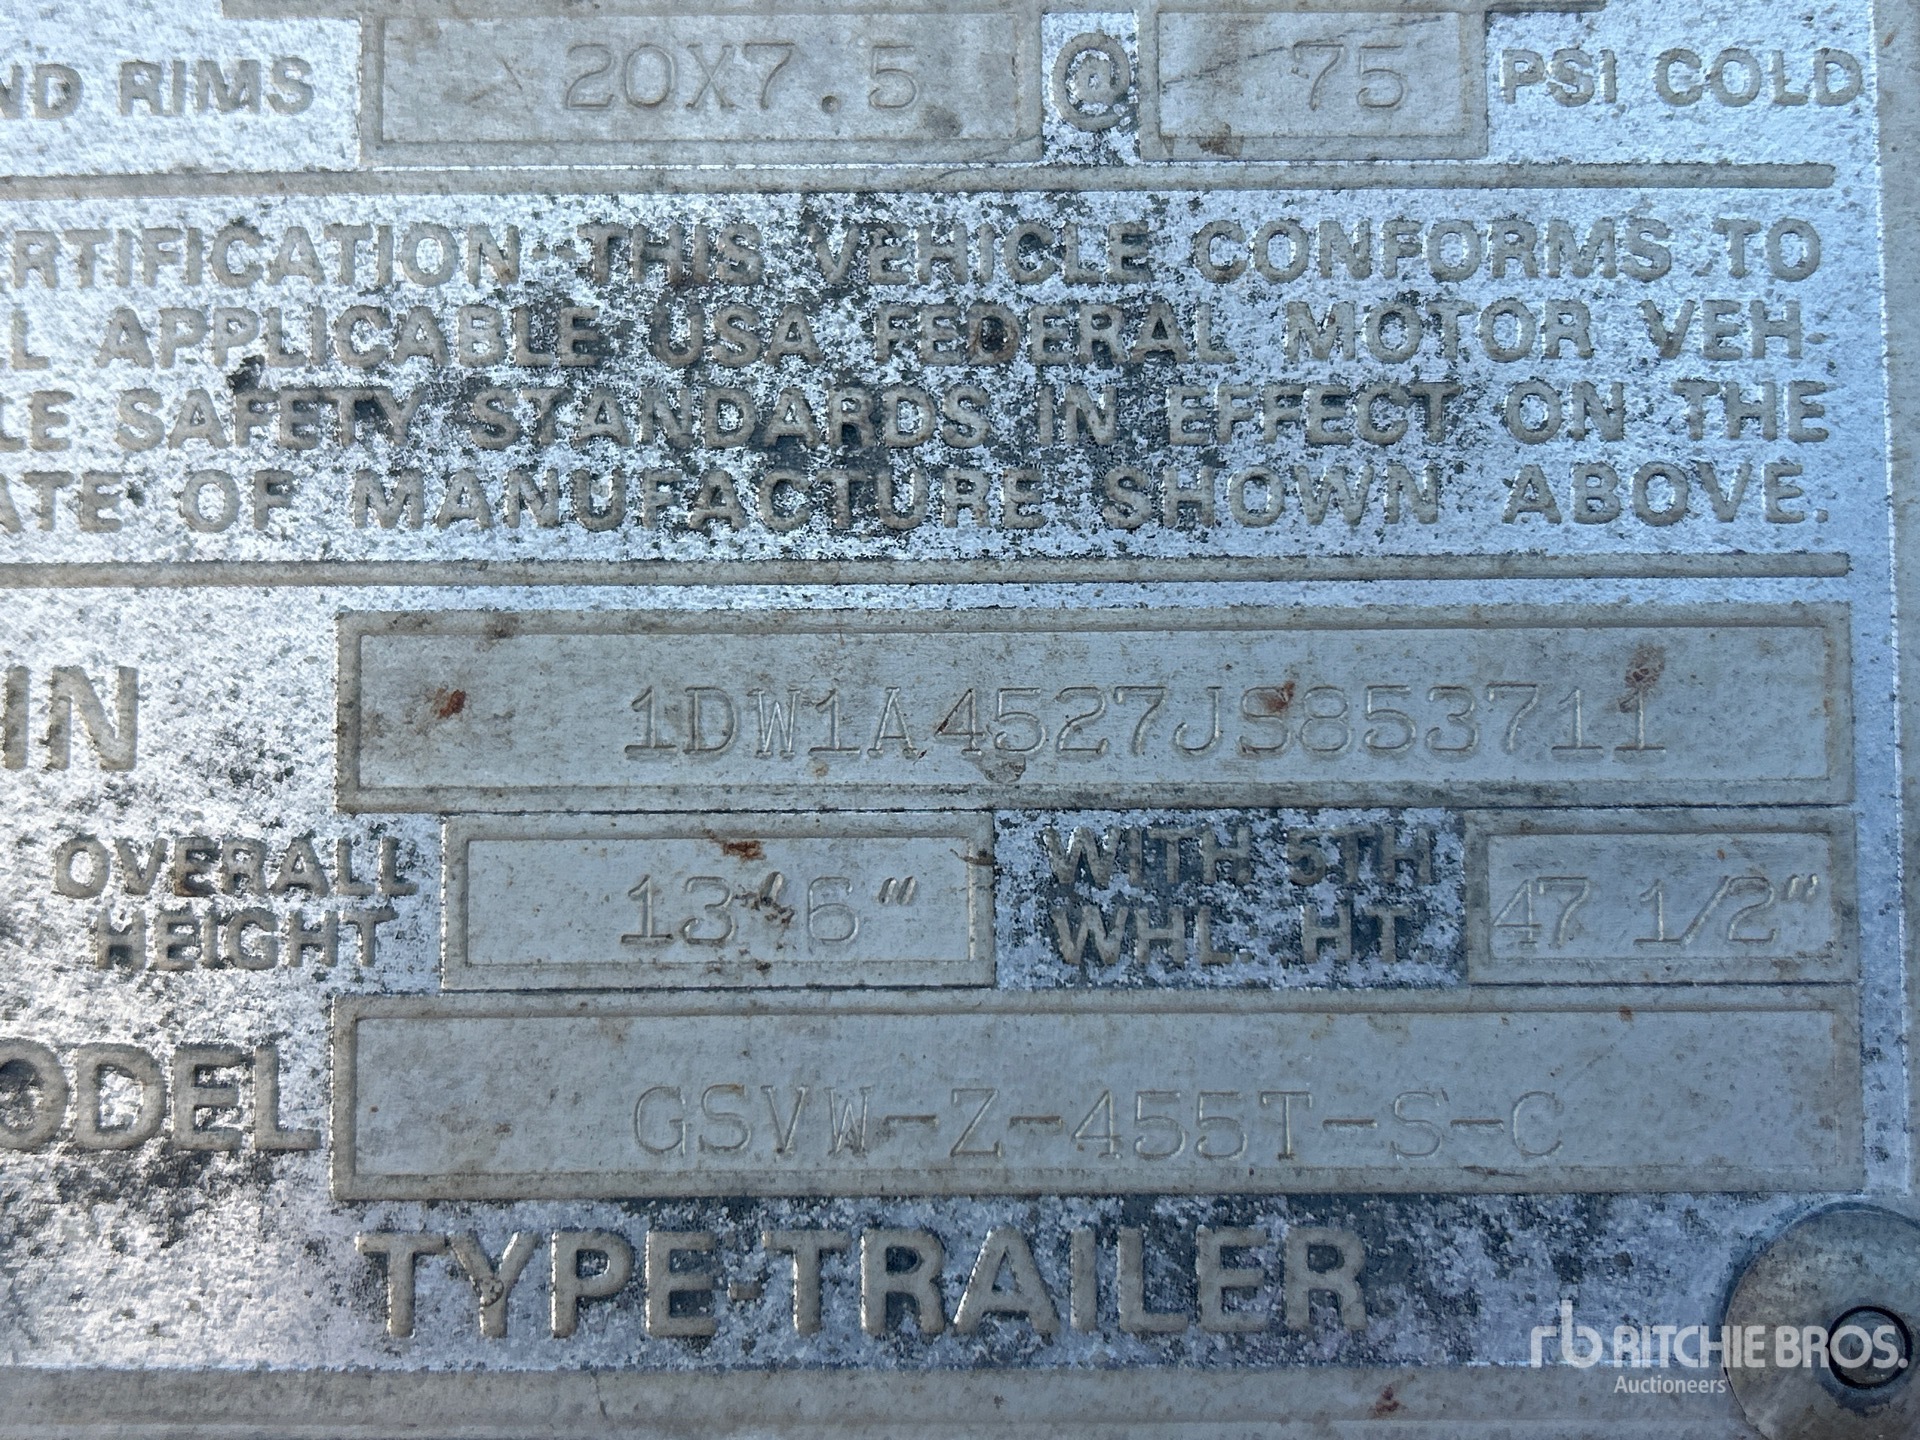 ND RIMS 20X7.5 @ 75 PSI COLD
RTIFICATION-THIS VEHICLE CONFORMS TO
L APPLICABLE USA FEDERAL MOTOR VEH-
LE SAFETY STANDARDS IN EFFECT ON THE
ATE OF MANUFACTURE SHOWN ABOVE.
IN 1DW1A4527JS853711
OVERALL HEIGHT 13'6" WITH 5TH WHL. HT. 47 1/2"
ODEL GSVW-Z-455T-S-C
TYPE-TRAILER
rb RITCHIE BROS.
Auctioneers